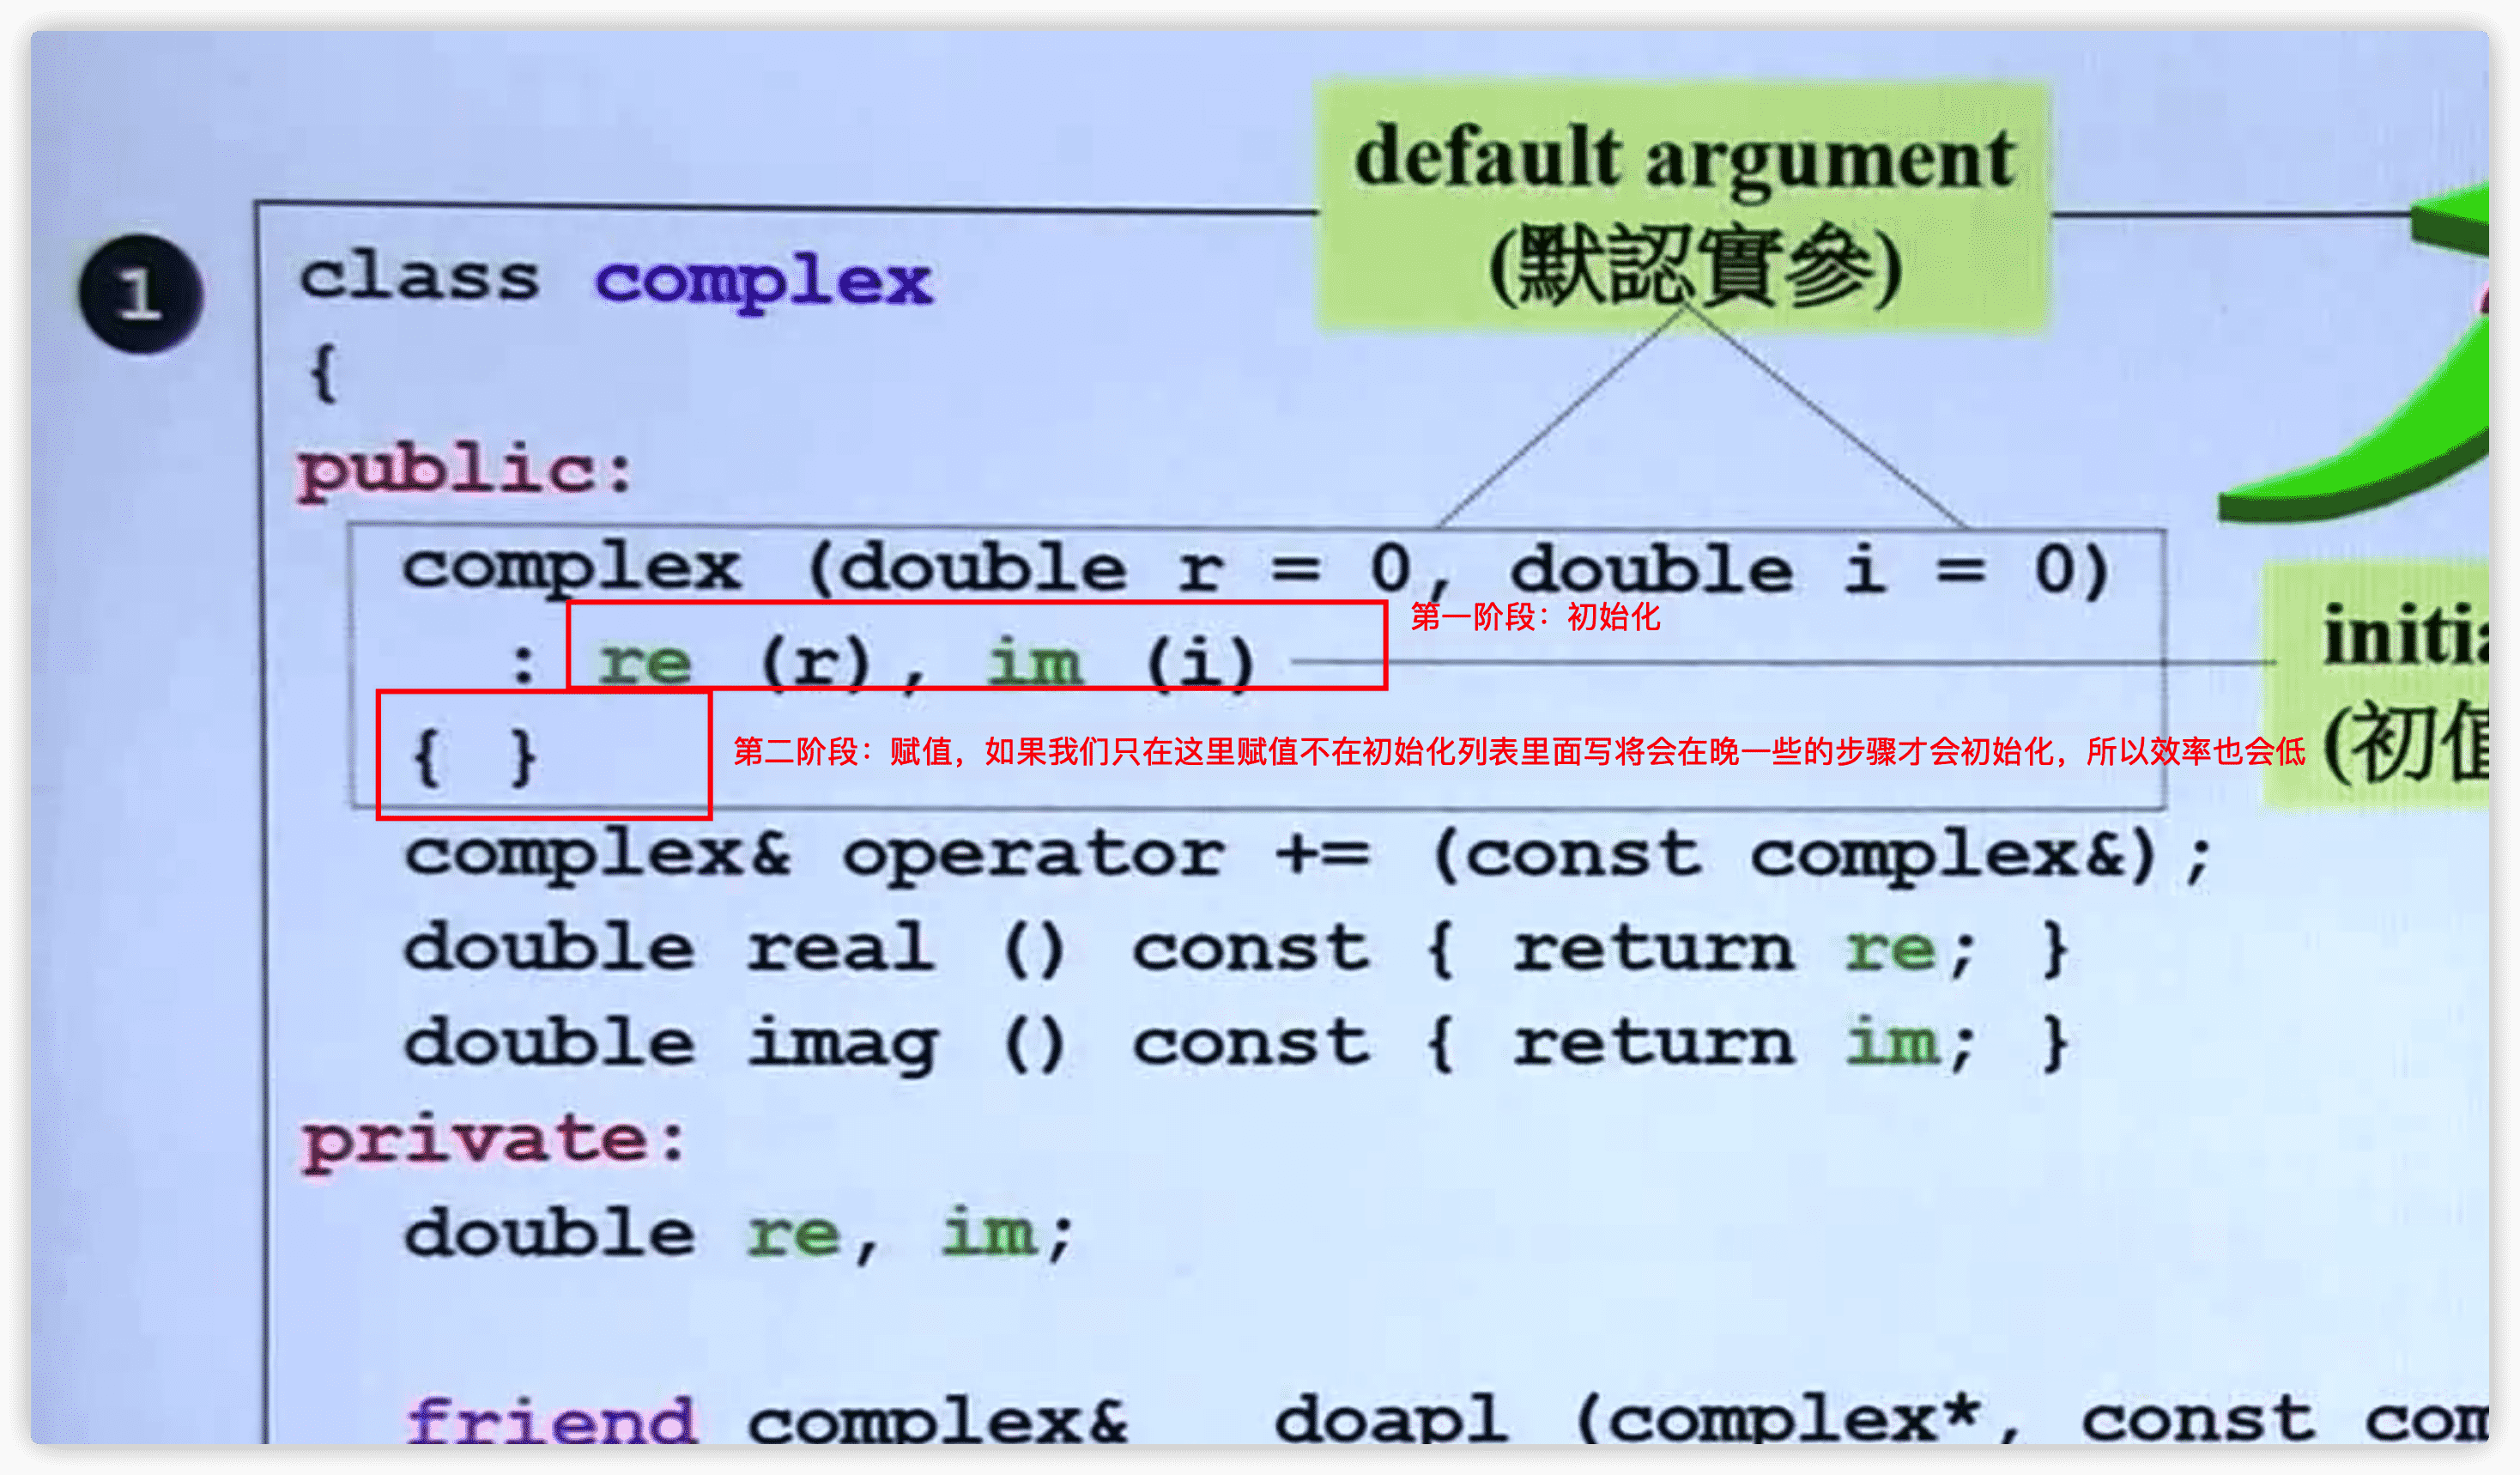 default argument
(默認實參)
1
class complex
{
public:
complex (double r = 0, double i = 0)
第一阶段：初始化
: re (r), im (i)
{ }
第二阶段：赋值，如果我们只在这里赋值不在初始化列表里面写将会在晚一些的步骤才会初始化，所以效率也会低
initia
(初值
complex& operator += (const complex&);
double real () const { return re; }
double imag () const { return im; }
private:
double re, im;
friend complex& doapl (complex*, const com